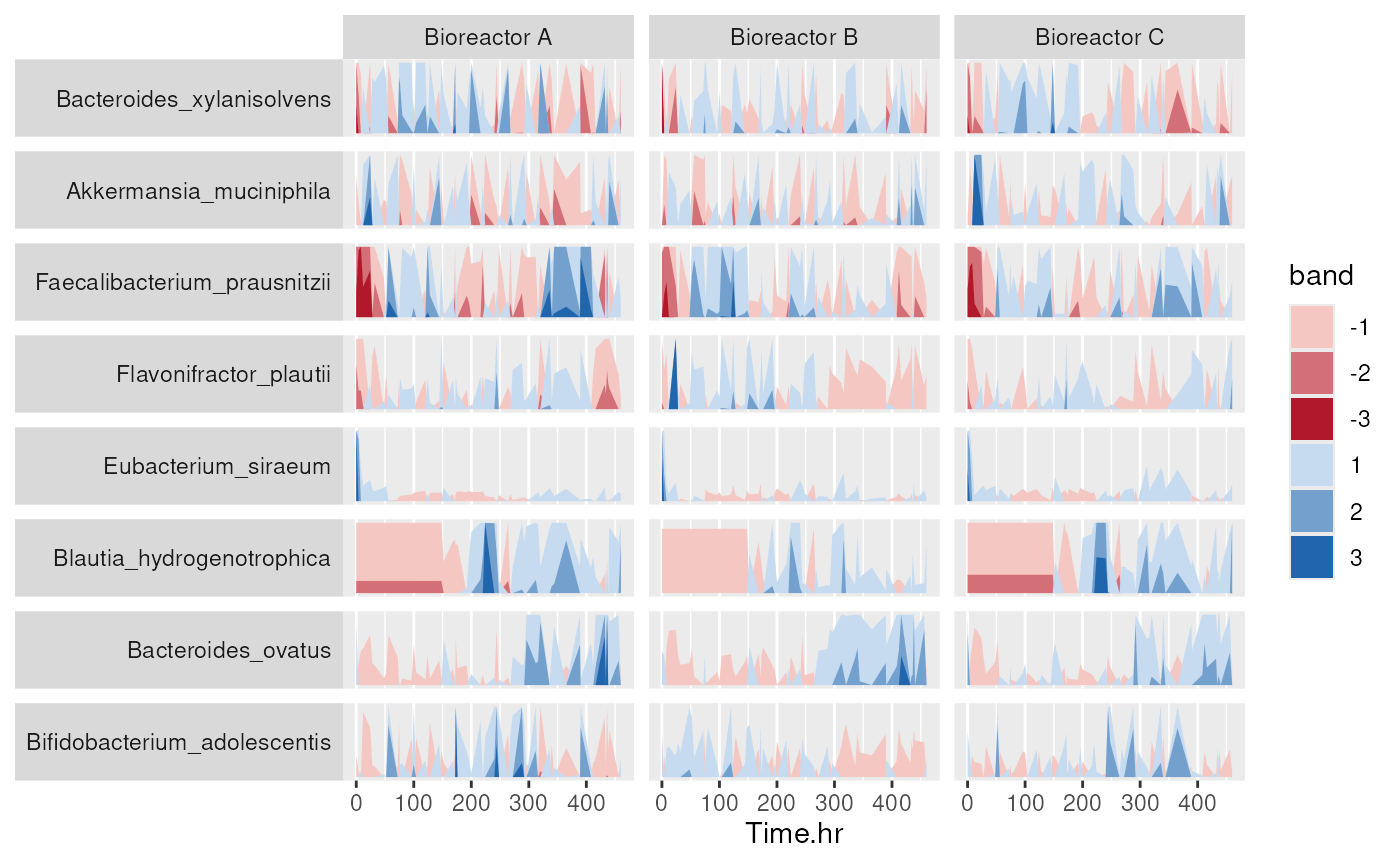 Bioreactor A Bioreactor B Bioreactor C
Bacteroides_xylanisolvens
Akkermansia_muciniphila
Faecalibacterium_prausnitzii
Flavonifractor_plautii
Eubacterium_siraeum
Blautia_hydrogenotrophica
Bacteroides_ovatus
Bifidobacterium_adolescentis
0 100 200 300 400 0 100 200 300 400 0 100 200 300 400
Time.hr
band
-1
-2
-3
1
2
3